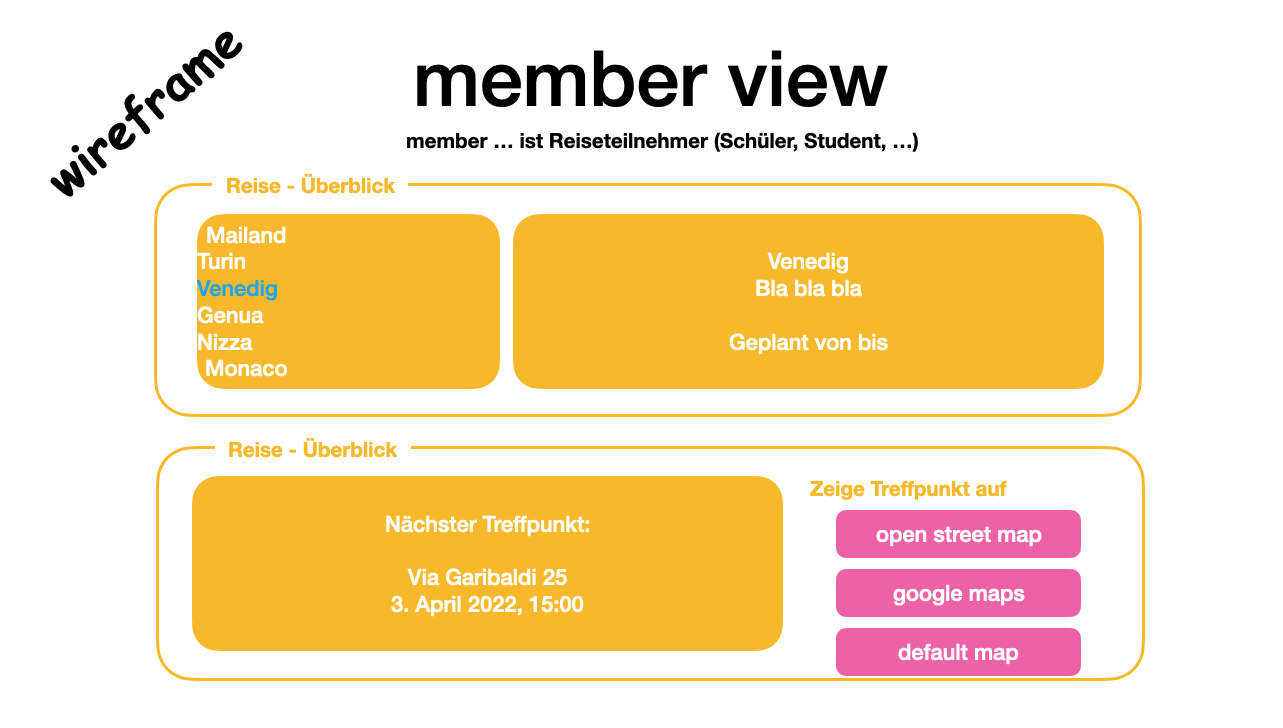 wireframe
member view
member … ist Reiseteilnehmer (Schüler, Student, …)
Reise - Überblick
Mailand
Turin
Venedig
Genua
Nizza
Monaco
Venedig
Bla bla bla
Geplant von bis
Reise - Überblick
Nächster Treffpunkt:
Via Garibaldi 25
3. April 2022, 15:00
Zeige Treffpunkt auf
open street map
google maps
default map